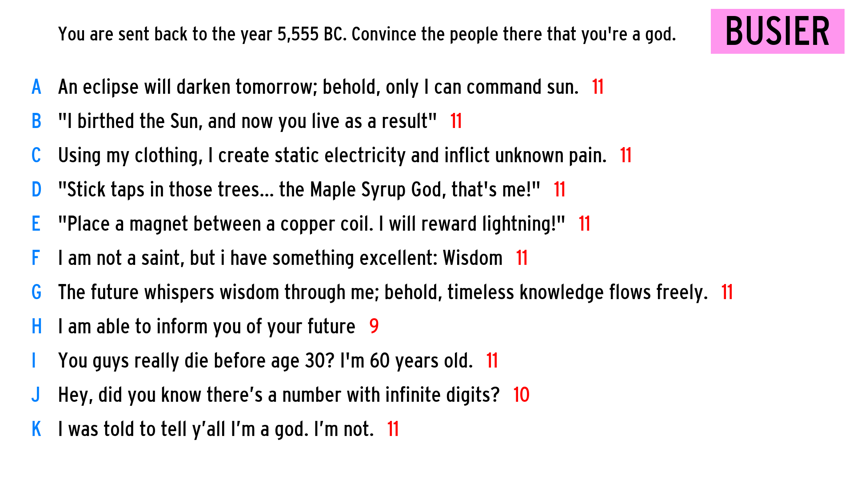 You are sent back to the year 5,555 BC. Convince the people there that you're a god.
BUSIER
A An eclipse will darken tomorrow; behold, only I can command sun. 11
B "I birthed the Sun, and now you live as a result" 11
C Using my clothing, I create static electricity and inflict unknown pain. 11
D "Stick taps in those trees... the Maple Syrup God, that's me!" 11
E "Place a magnet between a copper coil. I will reward lightning!" 11
F I am not a saint, but i have something excellent: Wisdom 11
G The future whispers wisdom through me; behold, timeless knowledge flows freely. 11
H I am able to inform you of your future 9
I You guys really die before age 30? I'm 60 years old. 11
J Hey, did you know there’s a number with infinite digits? 10
K I was told to tell y’all I’m a god. I’m not. 11